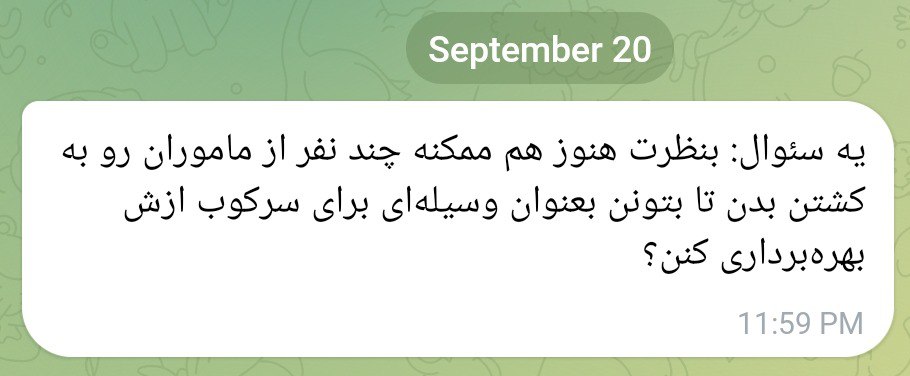 September 20
یه سئوال: بنظرت هنوز هم ممکنه چند نفر از ماموران رو به
کشتن بدن تا بتونن بعنوان وسیله‌ای برای سرکوب ازش
بهره‌برداری کنن؟
11:59 PM